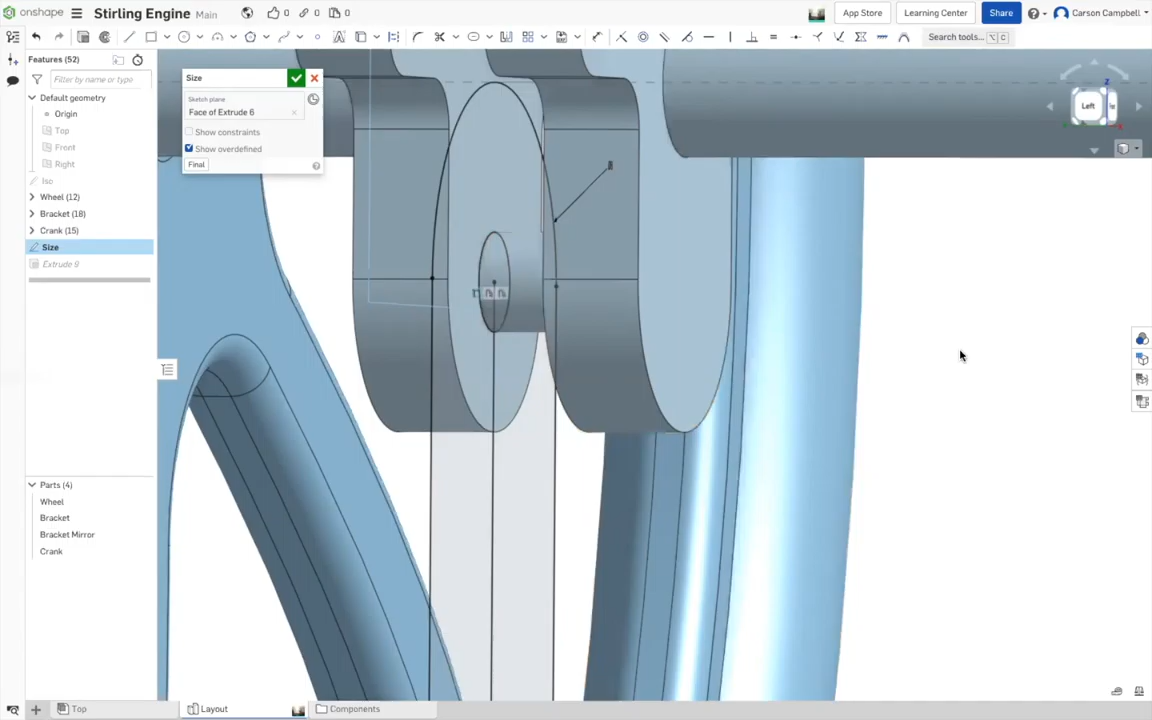 onshape Stirling Engine Main 0 0 0 App Store Learning Center Share Carson Campbell
Search tools... ⌥ C
Features (52)
Filter by name or type
Default geometry
Origin
Top
Front
Right
Iso
Wheel (12)
Bracket (18)
Crank (15)
Size
Extrude 9
Size
Sketch plane
Face of Extrude 6
Show constraints
Show overdefined
Final
Z
Left
Parts (4)
Wheel
Bracket
Bracket Mirror
Crank
Top Layout Components